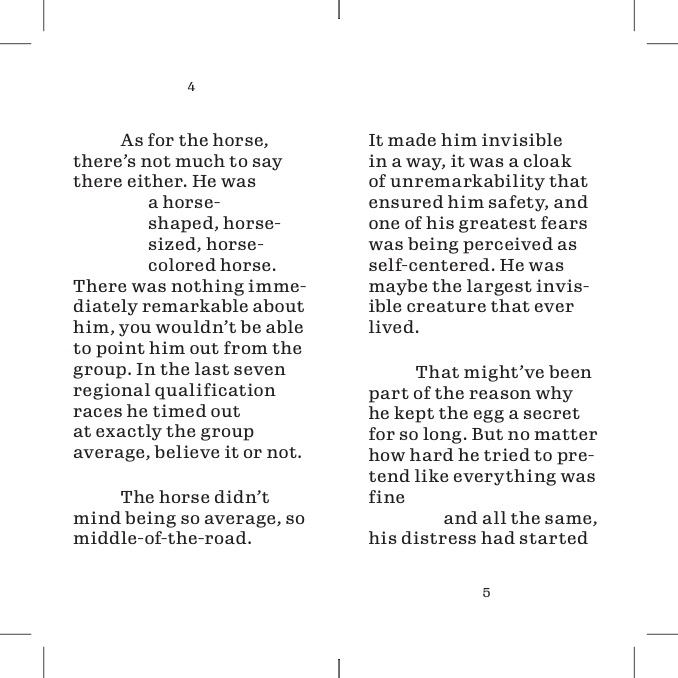 4
As for the horse,
there's not much to say
there either. He was
a horse-
shaped, horse-
sized, horse-
colored horse.
There was nothing imme-
diately remarkable about
him, you wouldn't be able
to point him out from the
group. In the last seven
regional qualification
races he timed out
at exactly the group
average, believe it or not.
The horse didn't
mind being so average, so
middle-of-the-road.
It made him invisible
in a way, it was a cloak
of unremarkability that
ensured him safety, and
one of his greatest fears
was being perceived as
self-centered. He was
maybe the largest invis-
ible creature that ever
lived.
That might've been
part of the reason why
he kept the egg a secret
for so long. But no matter
how hard he tried to pre-
tend like everything was
fine
and all the same,
his distress had started
5